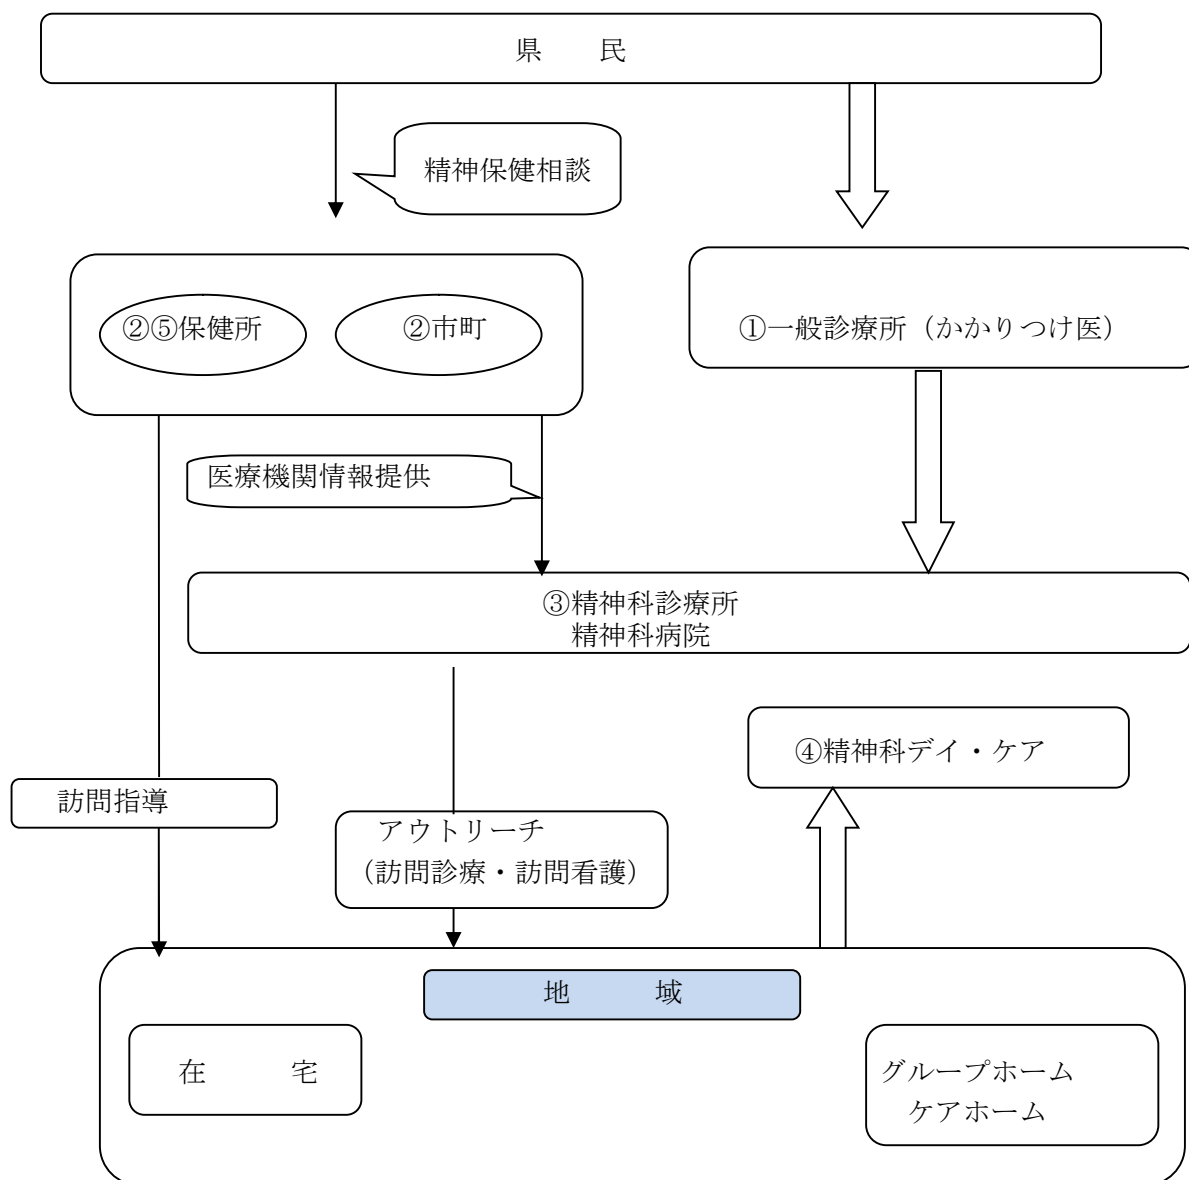 県　　民
精神保健相談
②⑤保健所
②市町
①一般診療所（かかりつけ医）
医療機関情報提供
③精神科診療所
精神科病院
④精神科デイ・ケア
訪問指導
アウトリーチ
（訪問診療・訪問看護）
地　　　域
在　　　宅
グループホーム
ケアホーム